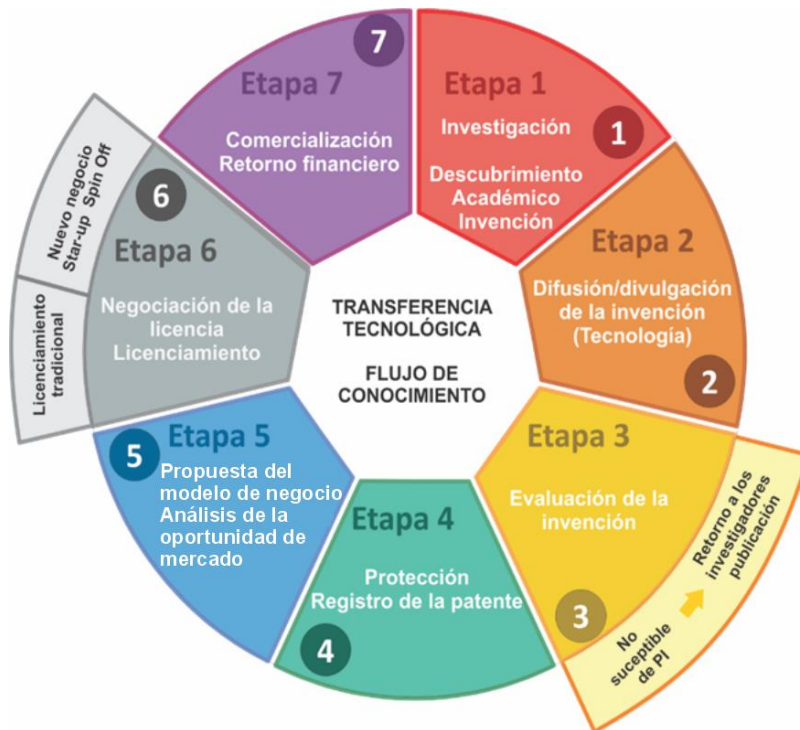 TRANSFERENCIA
TECNOLÓGICA
FLUJO DE
CONOCIMIENTO
1
Etapa 1
Investigación
Descubrimiento
Académico
Invención
Etapa 2
Difusión/divulgación
de la invención
(Tecnología)
2
Etapa 3
Evaluación de la
invención
3
No
suceptible
de PI
Retorno a los
investigadores
publicación
Etapa 4
Protección
Registro de la patente
4
5
Etapa 5
Propuesta del
modelo de negocio
Análisis de la
oportunidad de
mercado
6
Etapa 6
Negociación de la
licencia
Licenciamiento
Licenciamiento
tradicional
Nuevo negocio
Star-up Spin Off
7
Etapa 7
Comercialización
Retorno financiero